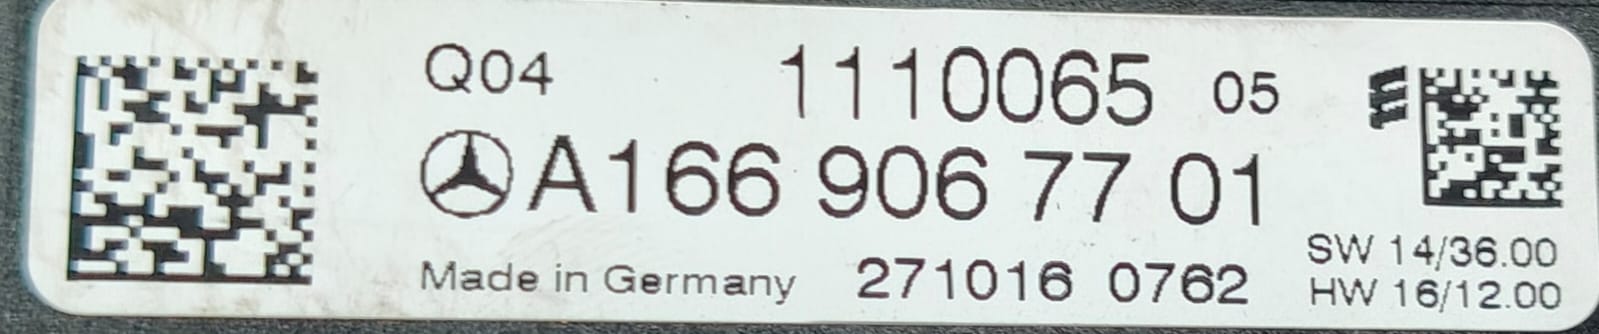 Q04 1110065 05
A166 906 77 01
Made in Germany 271016 0762
SW 14/36.00
HW 16/12.00